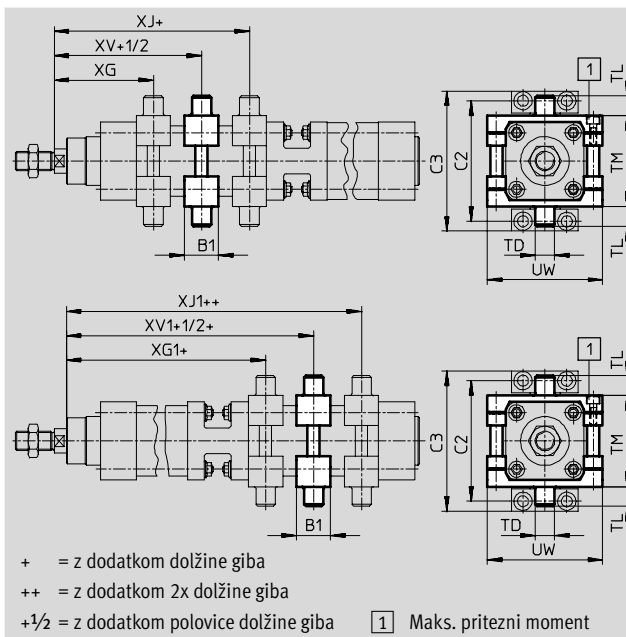 XJ+
XV+1/2
XG
B1
1
C3
C2
TL
TM
TL
TD
UW
XJ1++
XV1+1/2+
XG1+
B1
1
C3
C2
TL
TM
TL
TD
UW
+ = z dodatkom dolžine giba
++ = z dodatkom 2x dolžine giba
+½ = z dodatkom polovice dolžine giba 1 Maks. pritezni moment